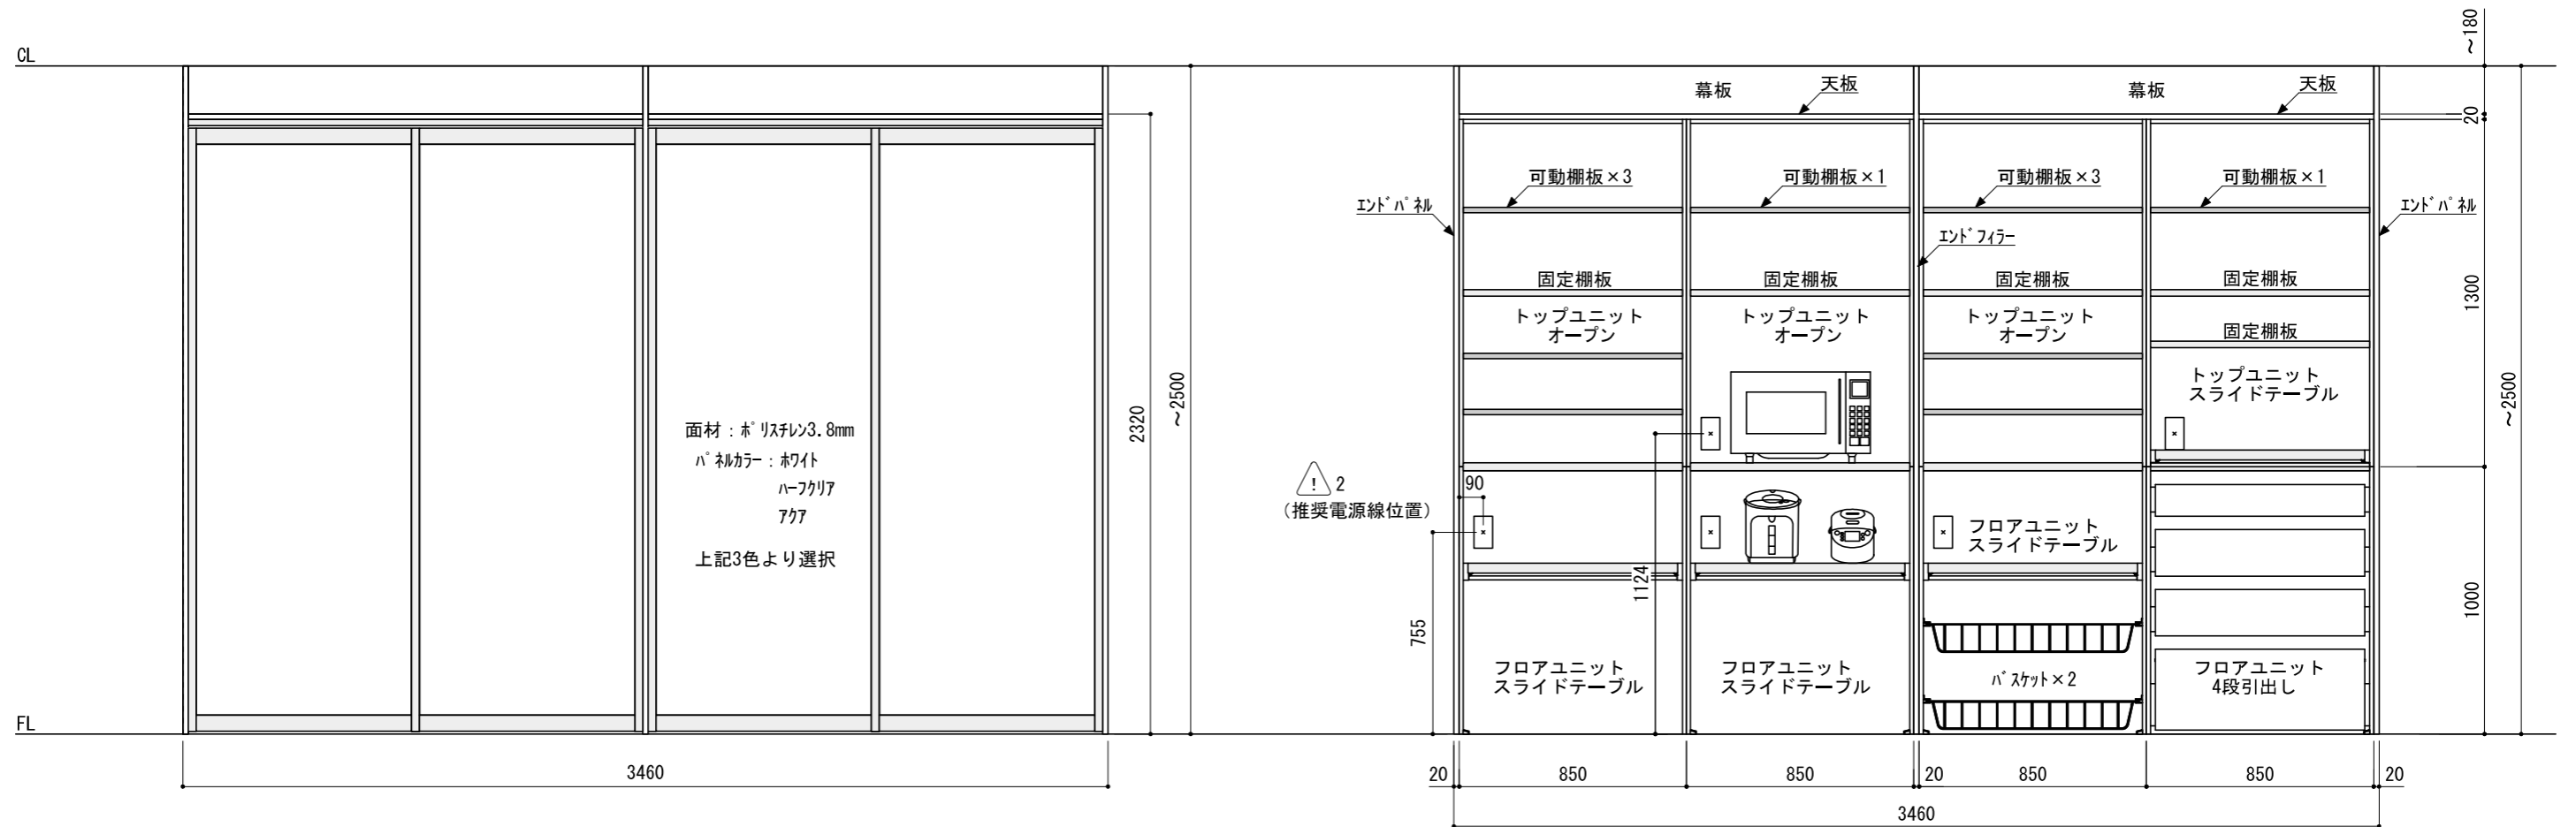 CL
FL
面材：ﾎﾟﾘｽﾁﾚﾝ3.8mm
ﾊﾟﾈﾙｶﾗｰ：ﾎﾜｲﾄ
ﾊｰﾌｸﾘｱ
ｱｸｱ
上記3色より選択
3460
2320
～2500
幕板
天板
幕板
天板
～180
20
可動棚板×3
可動棚板×1
可動棚板×3
可動棚板×1
ｴﾝﾄﾞﾊﾟﾈﾙ
ｴﾝﾄﾞﾌｨﾗｰ
ｴﾝﾄﾞﾊﾟﾈﾙ
固定棚板
固定棚板
固定棚板
固定棚板
1300
トップユニット
オープン
トップユニット
オープン
トップユニット
オープン
固定棚板
トップユニット
スライドテーブル
～2500
! 2
(推奨電源線位置)
90
フロアユニット
スライドテーブル
1124
755
1000
フロアユニット
スライドテーブル
フロアユニット
スライドテーブル
ﾊﾞｽｹｯﾄ×2
フロアユニット
4段引出し
20
850
850
20
850
850
20
3460